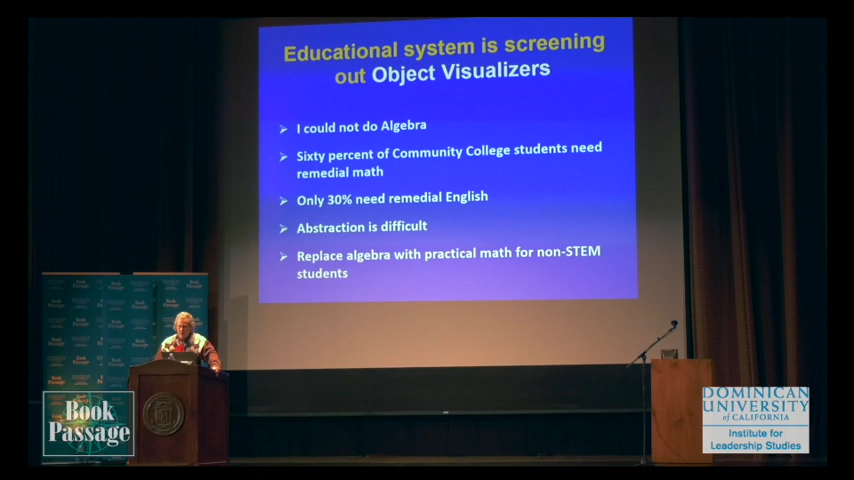 Educational system is screening
out Object Visualizers
➢ I could not do Algebra
➢ Sixty percent of Community College students need
remedial math
➢ Only 30% need remedial English
➢ Abstraction is difficult
➢ Replace algebra with practical math for non-STEM
students
Book
Passage
Book
Passage
DOMINICAN
UNIVERSITY
of CALIFORNIA
Institute for
Leadership Studies